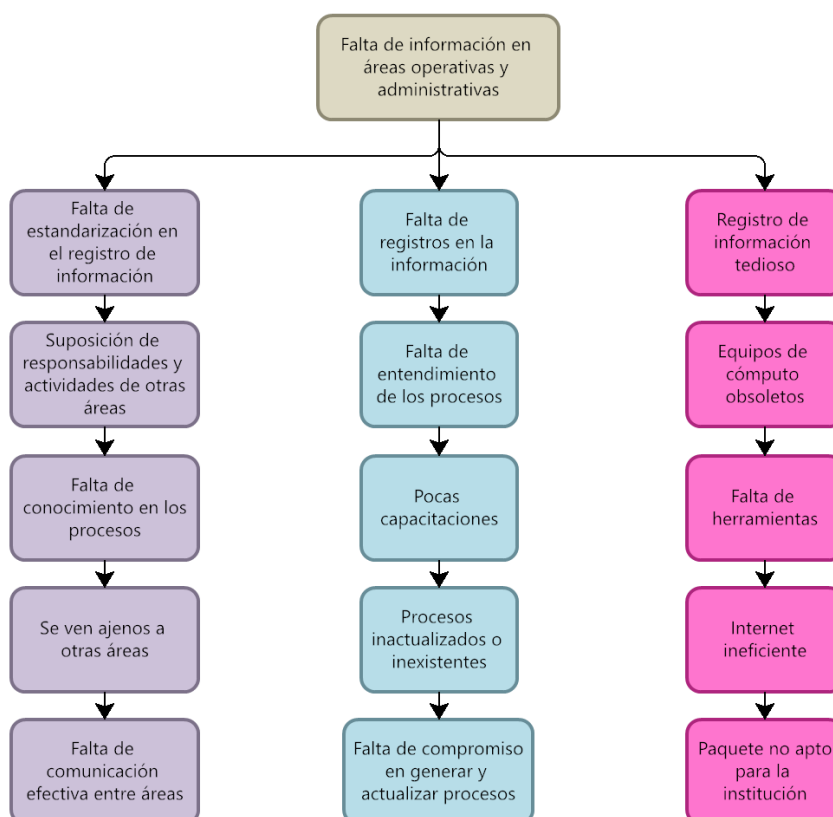 Falta de información en
áreas operativas y
administrativas
Falta de
estandarización en
el registro de
información
Suposición de
responsabilidades y
actividades de otras
áreas
Falta de
conocimiento en los
procesos
Se ven ajenos a
otras áreas
Falta de
comunicación
efectiva entre áreas
Falta de
registros en la
información
Falta de
entendimiento
de los procesos
Pocas
capacitaciones
Procesos
inactualizados o
inexistentes
Falta de compromiso
en generar y
actualizar procesos
Registro de
información
tedioso
Equipos de
cómputo
obsoletos
Falta de
herramientas
Internet
ineficiente
Paquete no apto
para la
institución